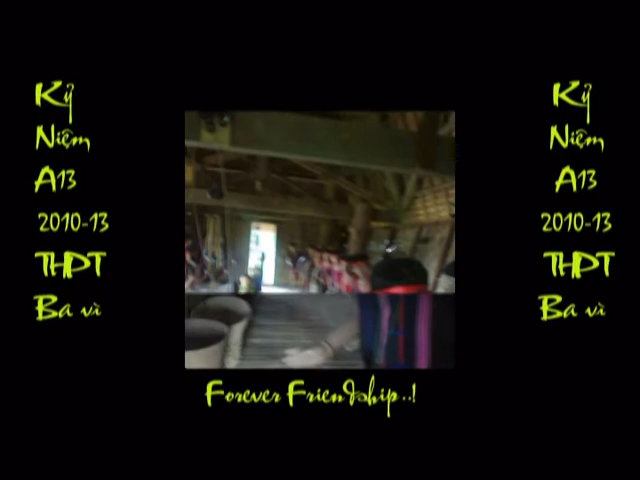 Kỷ
Niệm
A13
2010-13
THPT
Ba vì
Kỷ
Niệm
A13
2010-13
THPT
Ba vì
Forever Friendship..!